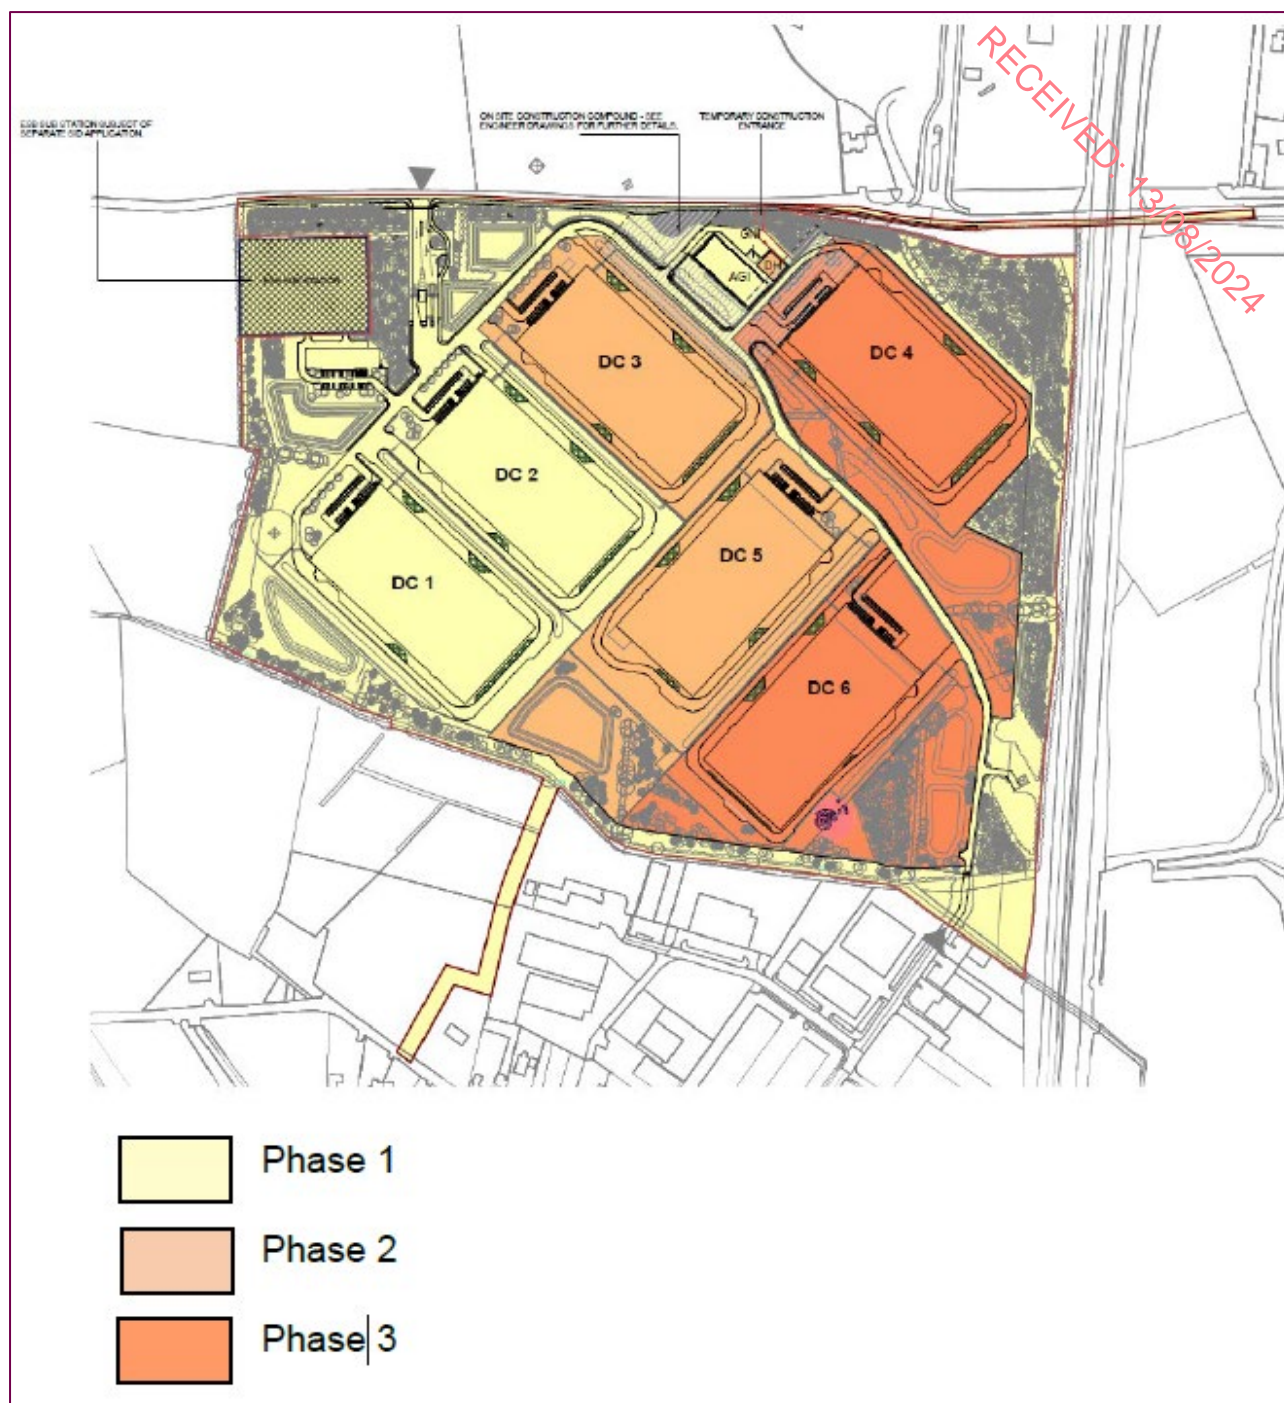 RECEIVED: 13/08/2024
ESB SUB STATION SUBJECT OF
SEPARATE SID APPLICATION.
ON SITE CONSTRUCTION COMPOUND - SEE
ENGINEER DRAWINGS FOR FURTHER DETAILS.
TEMPORARY CONSTRUCTION
ENTRANCE
GNI
DH
AGI
DC 3
DC 4
DC 2
DC 5
DC 1
DC 6
Phase 1
Phase 2
Phase 3